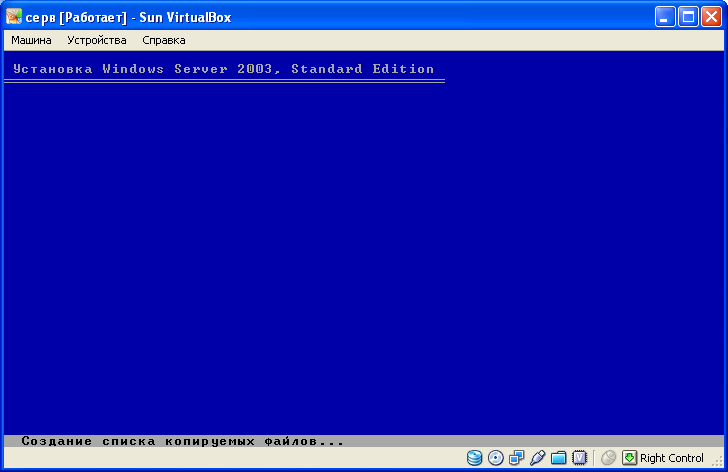 серв [Работает] - Sun VirtualBox
Машина Устройства Справка
Установка Windows Server 2003, Standard Edition
Создание списка копируемых файлов...
Right Control